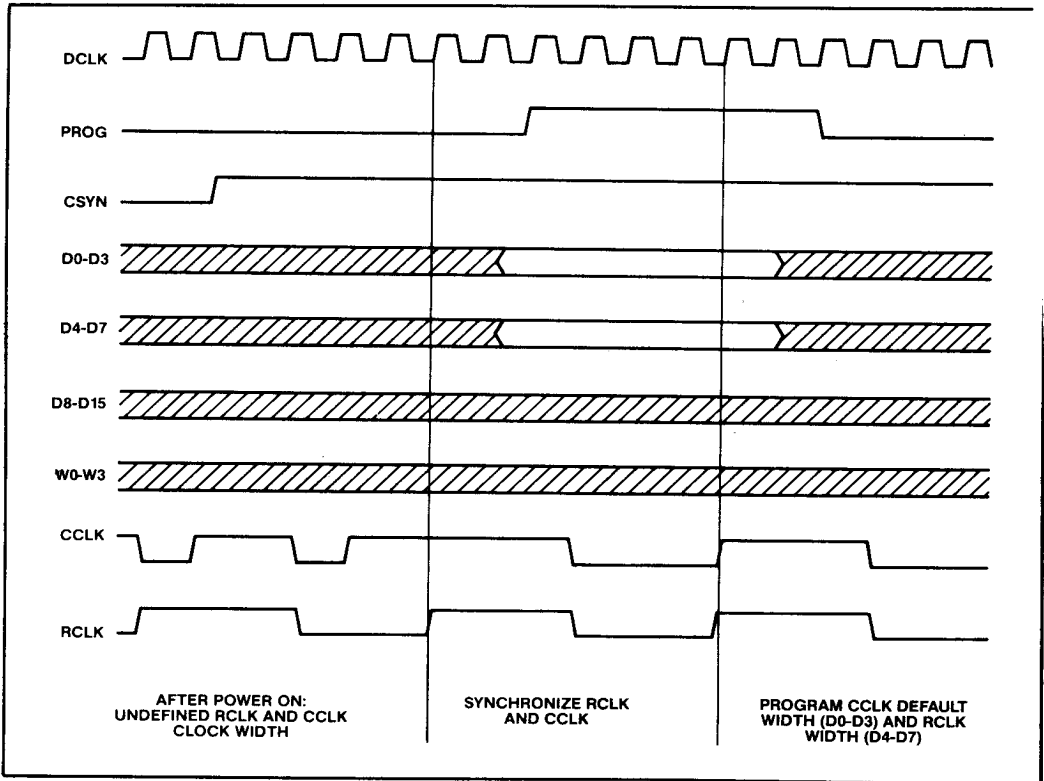 DCLK
PROG
CSYN
D0-D3
D4-D7
D8-D15
W0-W3
CCLK
RCLK
AFTER POWER ON:
UNDEFINED RCLK AND CCLK
CLOCK WIDTH
SYNCHRONIZE RCLK
AND CCLK
PROGRAM CCLK DEFAULT
WIDTH (D0-D3) AND RCLK
WIDTH (D4-D7)